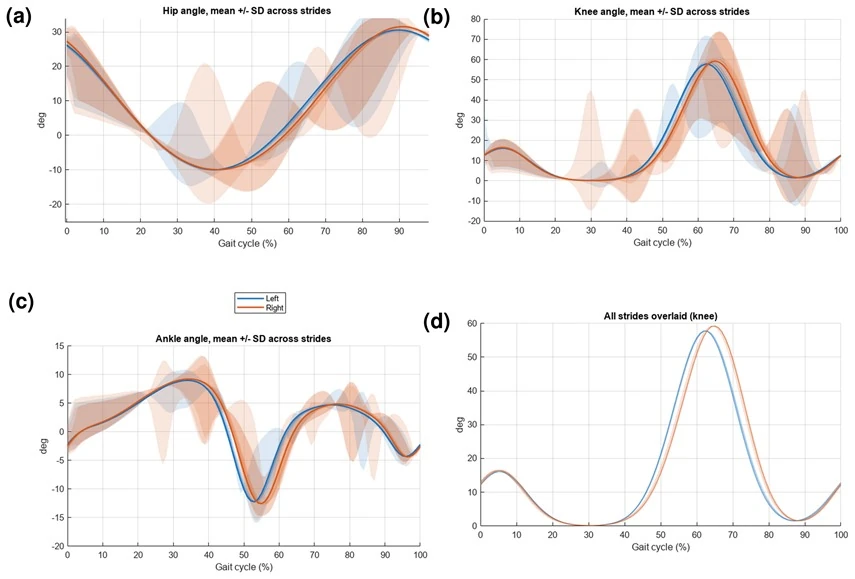 (a)
Hip angle, mean +/- SD across strides
30
20
10
0
-10
-20
deg
0 10 20 30 40 50 60 70 80 90
Gait cycle (%)
(b)
Knee angle, mean +/- SD across strides
80
70
60
50
40
30
20
10
0
-10
-20
deg
0 10 20 30 40 50 60 70 80 90 100
Gait cycle (%)
(c)
Left
Right
Ankle angle, mean +/- SD across strides
15
10
5
0
-5
-10
-15
-20
deg
0 10 20 30 40 50 60 70 80 90 100
Gait cycle (%)
(d)
All strides overlaid (knee)
60
50
40
30
20
10
0
deg
0 10 20 30 40 50 60 70 80 90 100
Gait cycle (%)